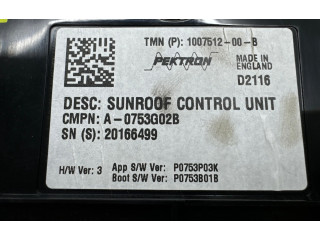 TMN (P): 1007512-00-B
PEKTRON
MADE IN
ENGLAND
D2116
DESC: SUNROOF CONTROL UNIT
CMPN: A-0753G02B
SN (S): 20166499
H/W Ver: 3
App S/W Ver: P0753P03K
Boot S/W Ver: P0753B01B